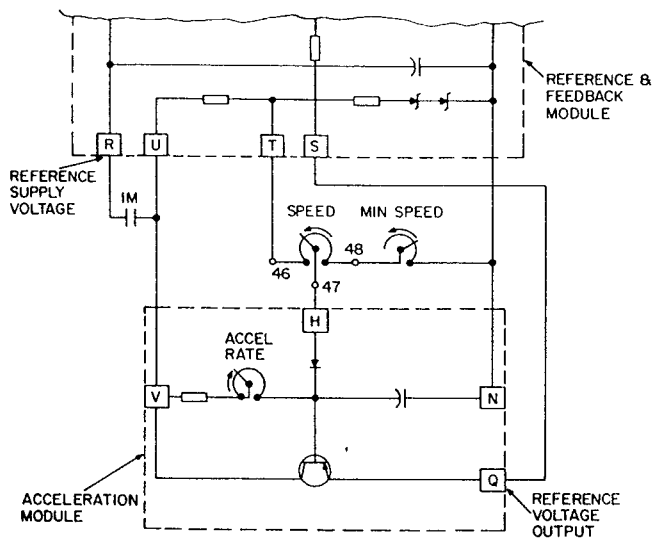 REFERENCE &
FEEDBACK
MODULE
R
U
T
S
REFERENCE
SUPPLY
VOLTAGE
1M
SPEED
MIN SPEED
46
48
47
H
ACCEL
RATE
V
N
Q
ACCELERATION
MODULE
REFERENCE
VOLTAGE
OUTPUT